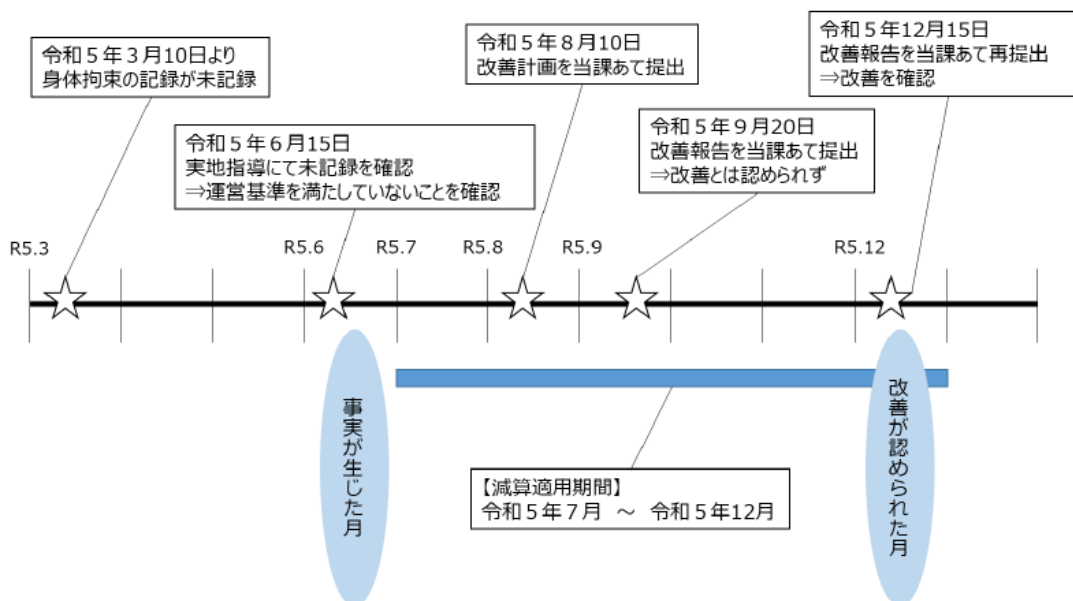 令和５年３月10日より
身体拘束の記録が未記録
令和５年６月15日
実地指導にて未記録を確認
⇒運営基準を満たしていないことを確認
令和５年８月10日
改善計画を当課あて提出
令和５年９月20日
改善報告を当課あて提出
⇒改善とは認められず
令和５年12月15日
改善報告を当課あて再提出
⇒改善を確認
R5.3
R5.6
R5.7
R5.8
R5.9
R5.12
事実が生じた月
【減算適用期間】
令和５年７月　～　令和５年12月
改善が認められた月